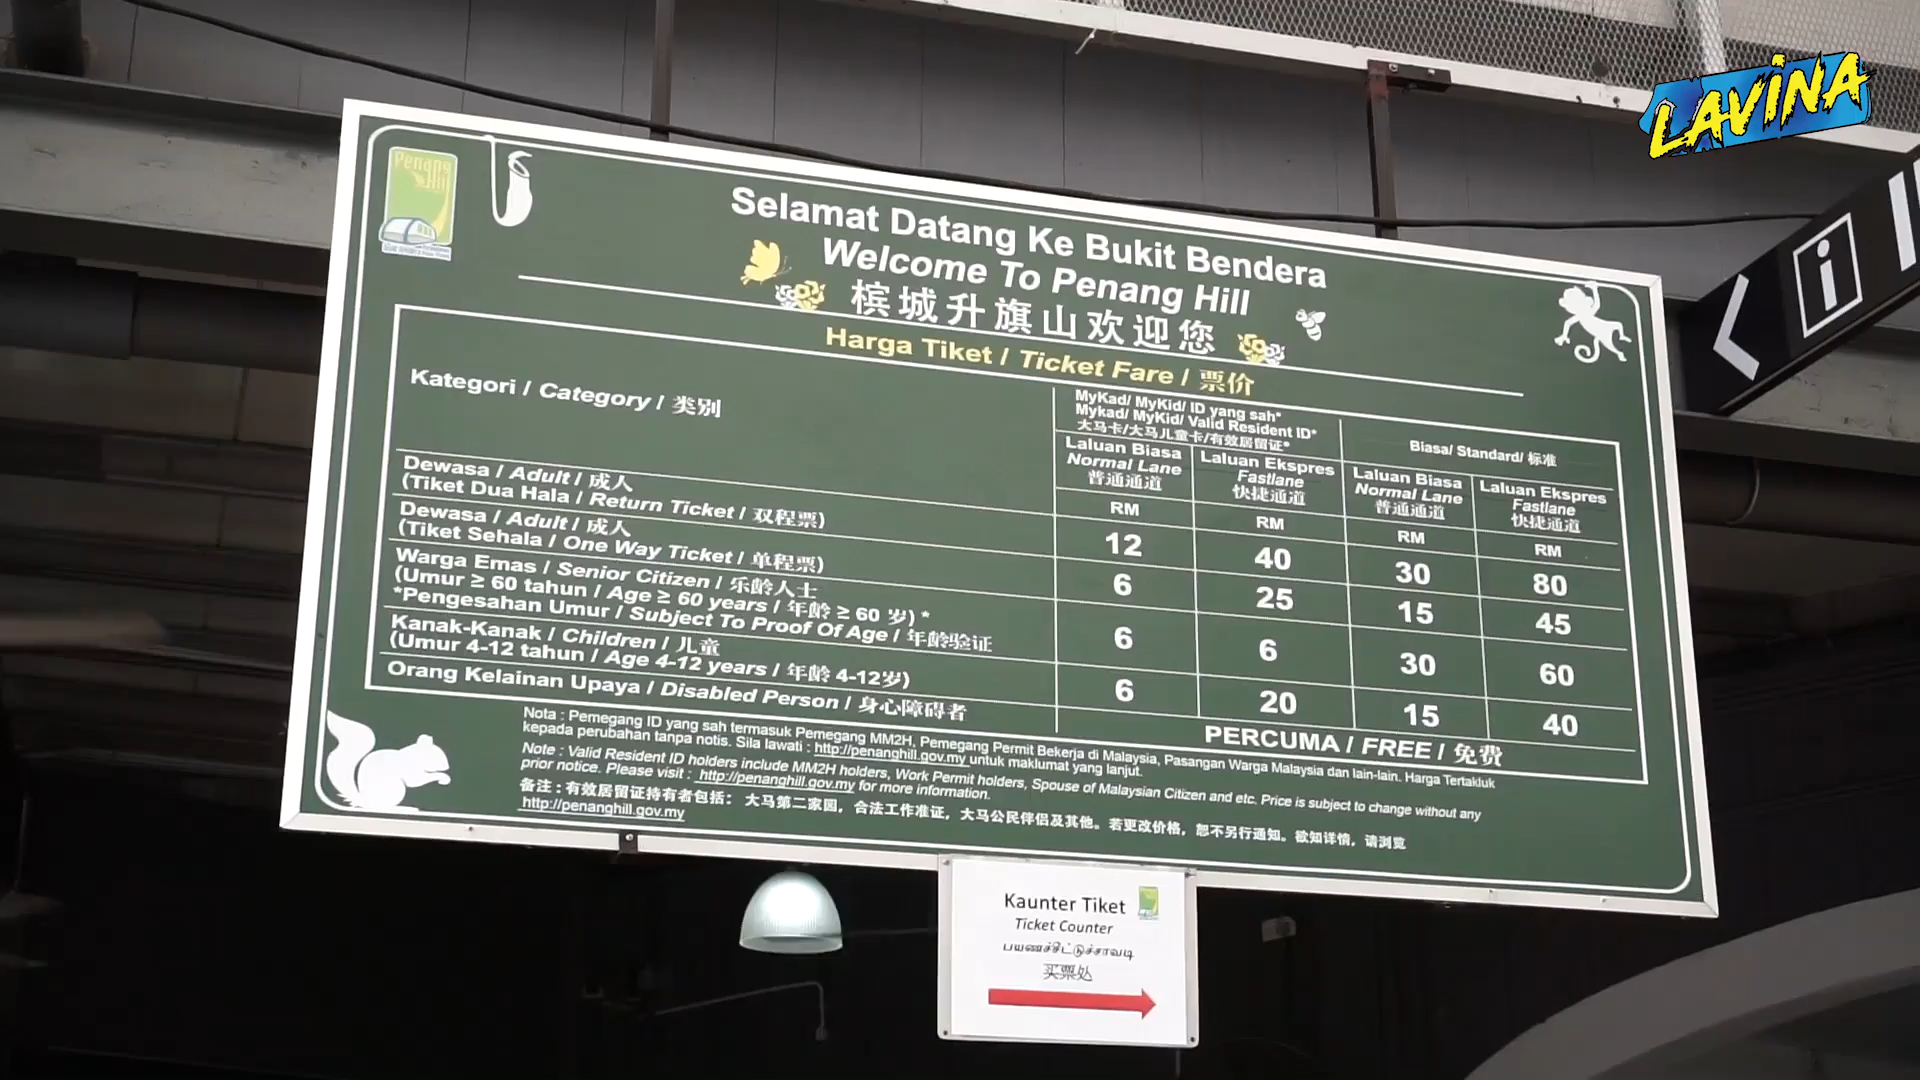 LAVINA
Penang
Hill
Selamat Datang Ke Bukit Bendera
Welcome To Penang Hill
槟城升旗山欢迎您
Harga Tiket / Ticket Fare / 票价
Kategori / Category / 类别
MyKad/ MyKid/ ID yang sah*
Mykad/ MyKid/ Valid Resident ID*
大马卡/大马儿童卡/有效居留证*
Biasa/ Standard/ 标准
Laluan Biasa
Normal Lane
普通通道
RM
Laluan Ekspres
Fastlane
快捷通道
RM
Laluan Biasa
Normal Lane
普通通道
RM
Laluan Ekspres
Fastlane
快捷通道
RM
Dewasa / Adult / 成人
(Tiket Dua Hala / Return Ticket / 双程票)
12 40 30 80
Dewasa / Adult / 成人
(Tiket Sehala / One Way Ticket / 单程票)
6 25 15 45
Warga Emas / Senior Citizen / 乐龄人士
(Umur ≥ 60 tahun / Age ≥ 60 years / 年龄 ≥ 60 岁) *
*Pengesahan Umur / Subject To Proof Of Age / 年龄验证
6 6 30 60
Kanak-Kanak / Children / 儿童
(Umur 4-12 tahun / Age 4-12 years / 年龄 4-12岁)
6 20 15 40
Orang Kelainan Upaya / Disabled Person / 身心障碍者
PERCUMA / FREE / 免费
Nota : Pemegang ID yang sah termasuk Pemegang MM2H, Pemegang Permit Bekerja di Malaysia, Pasangan Warga Malaysia dan lain-lain. Harga Tertakluk
kepada perubahan tanpa notis. Sila lawati : http://penanghill.gov.my untuk maklumat yang lanjut.
Note : Valid Resident ID holders include MM2H holders, Work Permit holders, Spouse of Malaysian Citizen and etc. Price is subject to change without any
prior notice. Please visit : http://penanghill.gov.my for more information.
备注：有效居留证持有者包括： 大马第二家园，合法工作准证，大马公民伴侣及其他。若更改价格，恕不另行通知。欲知详情，请浏览
http://penanghill.gov.my
Kaunter Tiket
Ticket Counter
பயணச்சீட்டுச்சாவடி
买票处